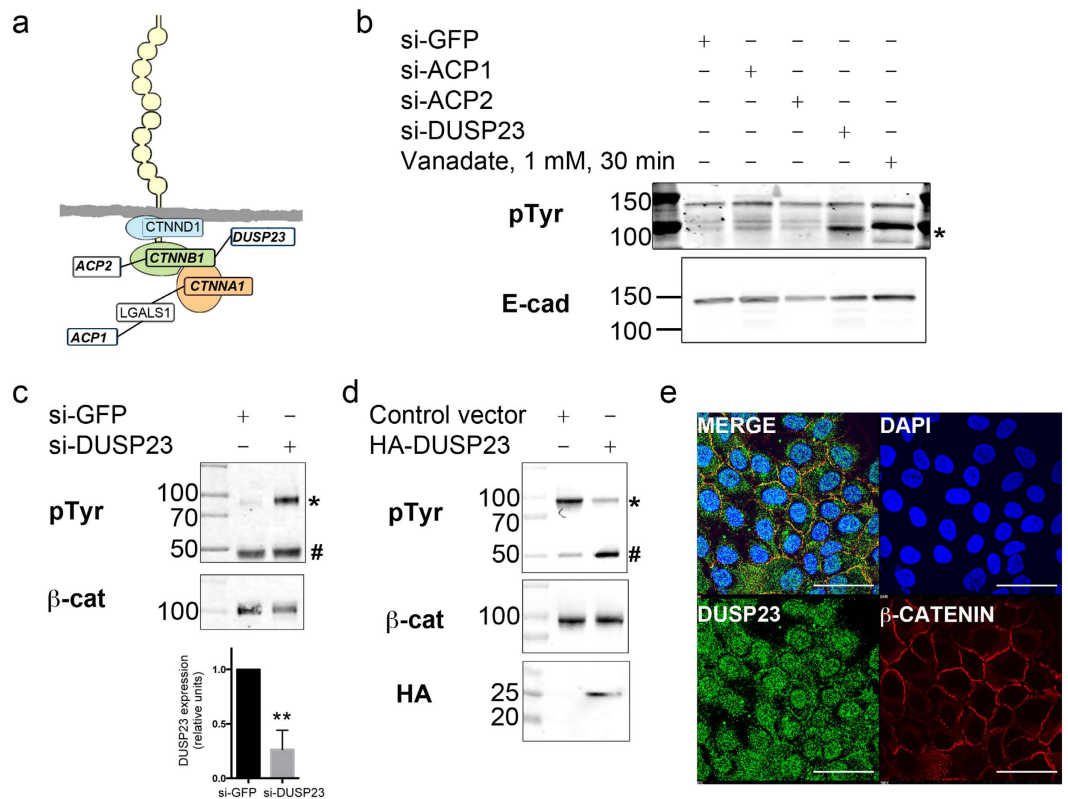 a
CTNND1
DUSP23
CTNNB1
ACP2
CTNNA1
LGALS1
ACP1
b
si-GFP + – – – –
si-ACP1 – + – – –
si-ACP2 – – + – –
si-DUSP23 – – – + –
Vanadate, 1 mM, 30 min – – – – +
pTyr
150
100
*
E-cad
150
100
c
si-GFP + –
si-DUSP23 – +
pTyr
100
70
50
*
#
β-cat
100
DUSP23 expression
(relative units)
1.0
0.5
0.0
**
si-GFP si-DUSP23
d
Control vector + –
HA-DUSP23 – +
pTyr
100
70
50
*
#
β-cat
100
HA
25
20
e
MERGE
DAPI
DUSP23
β-CATENIN